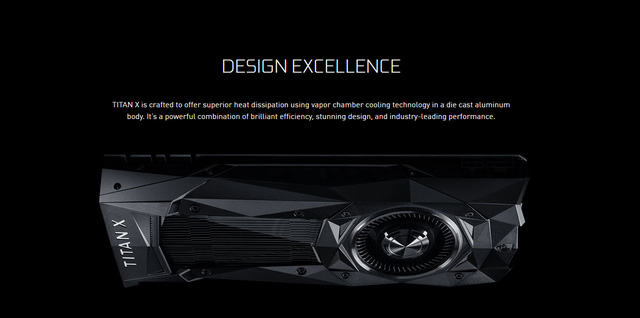 DESIGN EXCELLENCE
TITAN X is crafted to offer superior heat dissipation using vapor chamber cooling technology in a die cast aluminum
body. It's a powerful combination of brilliant efficiency, stunning design, and industry-leading performance.
TITAN X